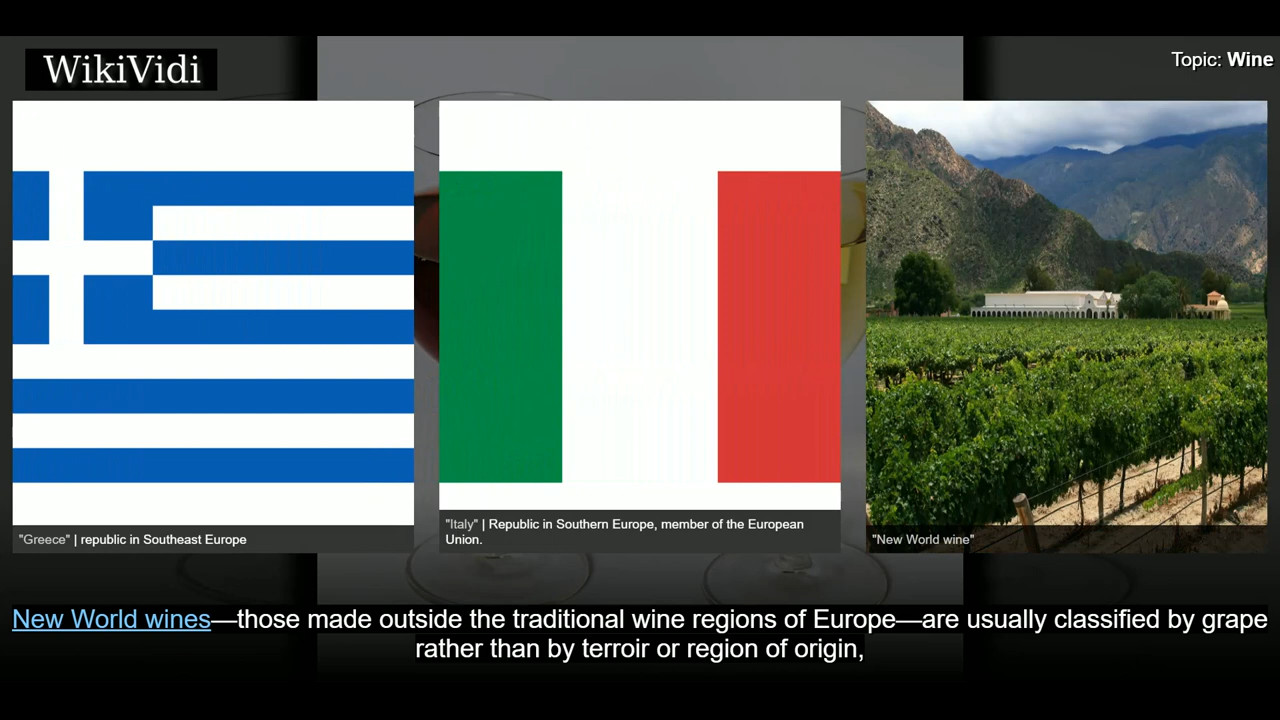 WikiVidi
Topic: Wine
"Greece" | republic in Southeast Europe
"Italy" | Republic in Southern Europe, member of the European
Union.
"New World wine"
New World wines—those made outside the traditional wine regions of Europe—are usually classified by grape
rather than by terroir or region of origin,